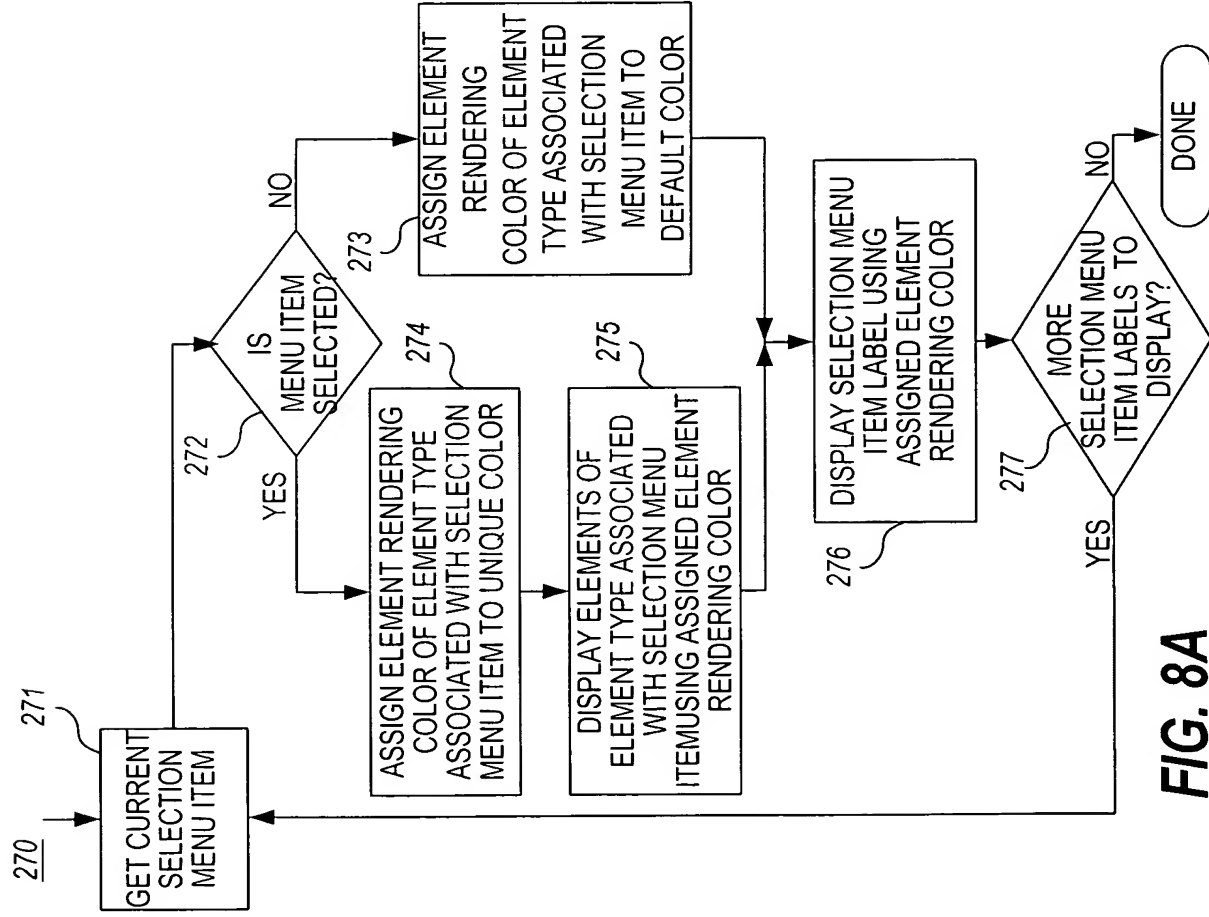 270
271
GET CURRENT
SELECTION
MENU ITEM
272
IS
MENU ITEM
SELECTED?
YES
NO
273
ASSIGN ELEMENT
RENDERING
COLOR OF ELEMENT
TYPE ASSOCIATED
WITH SELECTION
MENU ITEM TO
DEFAULT COLOR
274
ASSIGN ELEMENT RENDERING
COLOR OF ELEMENT TYPE
ASSOCIATED WITH SELECTION
MENU ITEM TO UNIQUE COLOR
275
DISPLAY ELEMENTS OF
ELEMENT TYPE ASSOCIATED
WITH SELECTION MENU
ITEMUSING ASSIGNED ELEMENT
RENDERING COLOR
276
DISPLAY SELECTION MENU
ITEM LABEL USING
ASSIGNED ELEMENT
RENDERING COLOR
277
MORE
SELECTION MENU
ITEM LABELS TO
DISPLAY?
YES
NO
DONE
FIG. 8A